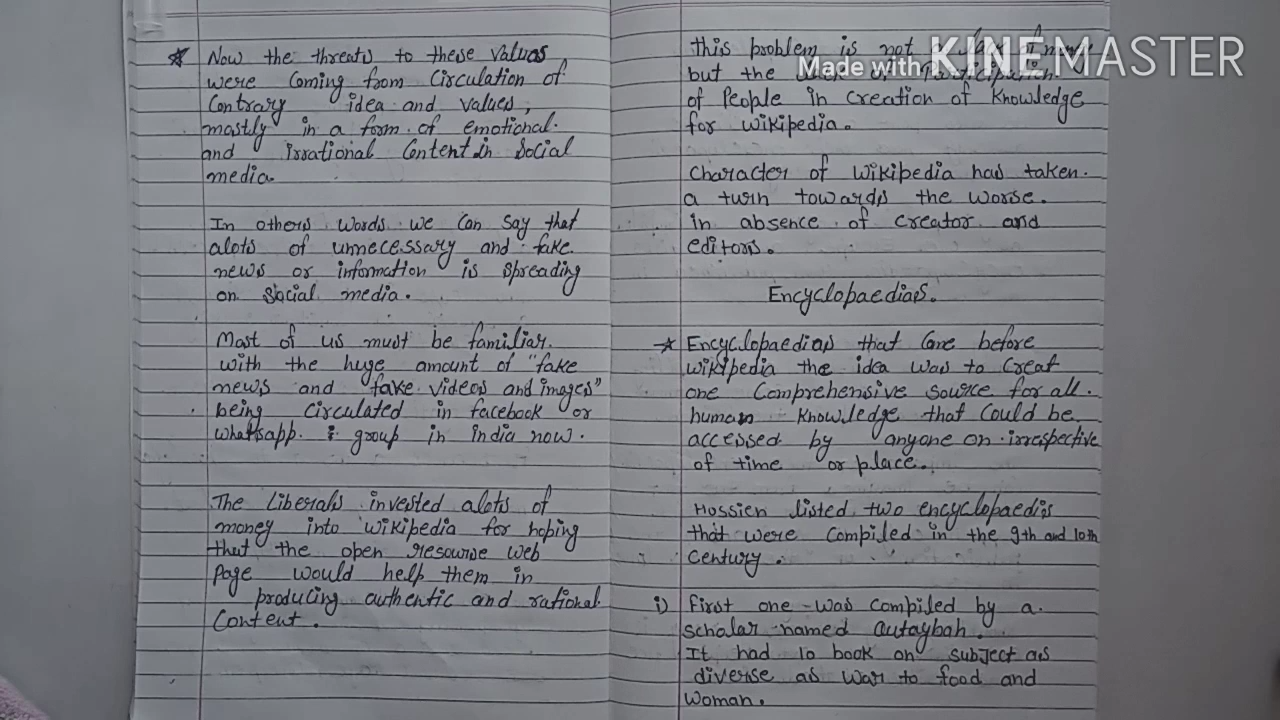 Now the threats to these values
were coming from circulation of
contrary idea and values,
mostly in a form of emotional.
and irrational content in social
media.
In others words we can say that
alots of unnecessary and fake
news or information is spreading
on social media.
Most of us must be familiar.
with the huge amount of "fake
news and fake videos and images"
being circulated in facebook or
whatsapp. group in india now.
The Liberals invested alots of
money into wikipedia for hoping
that the open resourse web
page would help them in
producing authentic and rational
content.
this problem is not
but the
of people in creation of knowledge
for wikipedia.
Made with KINEMASTER
character of wikipedia has taken.
a turn towards the worse.
in absence of creator and
editors.
Encyclopaedias.
Encyclopaedias that Come before
wikipedia the idea was to creat
one comprehensive source for all.
human knowledge that could be
accessed by anyone on irrespective
of time or place.
Hossien listed two encyclopaedis
that were compiled in the 9th and 10th
century.
i) first one was compiled by a.
scholar named Qutaybah.
It had 10 book on subject as
diverse as war to food and
woman.